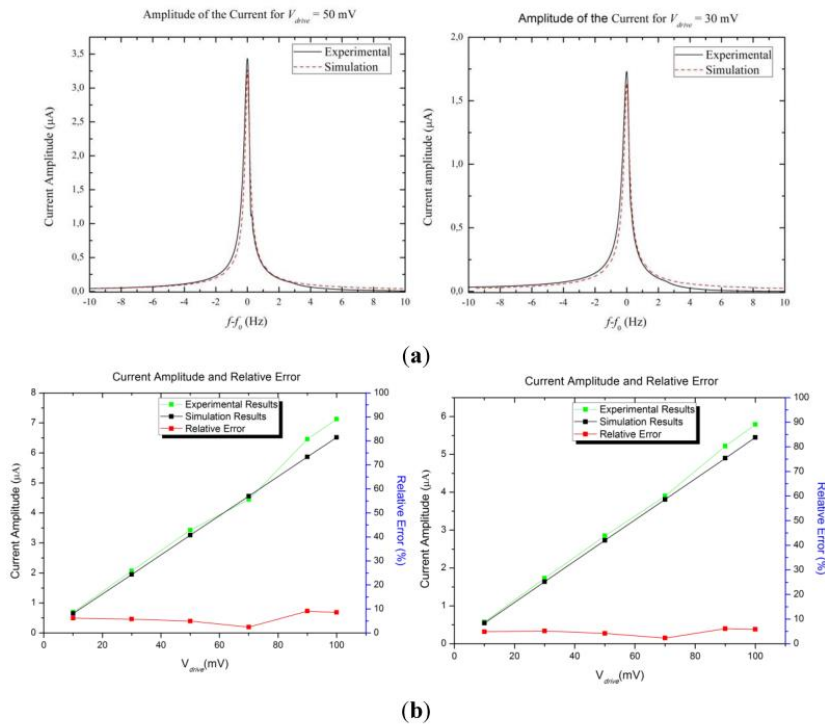 Amplitude of the Current for V_drive = 50 mV
3,5
3,0
2,5
2,0
1,5
1,0
0,5
0,0
Current Amplitude (μA)
Experimental
Simulation
-10 -8 -6 -4 -2 0 2 4 6 8 10
f-f_0 (Hz)
Amplitude of the Current for V_drive = 30 mV
2,0
1,5
1,0
0,5
0,0
Current amplitude (μA)
Experimental
Simulation
-10 -8 -6 -4 -2 0 2 4 6 8 10
f-f_0 (Hz)
(a)
Current Amplitude and Relative Error
8
7
6
5
4
3
2
1
0
Current Amplitude (μA)
Experimental Results
Simulation Results
Relative Error
100
90
80
70
60
50
40
30
20
10
0
Relative Error (%)
0 20 40 60 80 100
V_drive(mV)
Current Amplitude and Relative Error
6
5
4
3
2
1
0
Current Amplitude (μA)
Experimental Results
Simulation Results
Relative Error
100
90
80
70
60
50
40
30
20
10
0
Relative Error (%)
0 20 40 60 80 100
V_drive(mV)
(b)